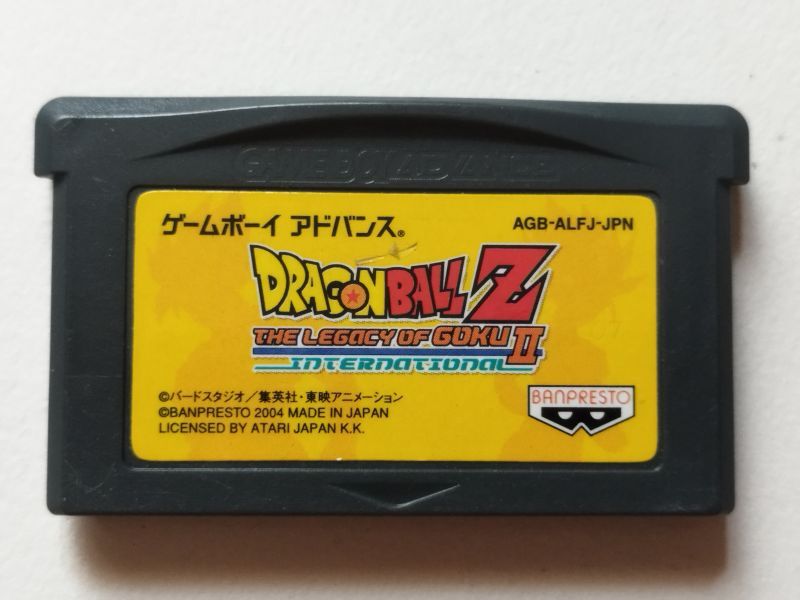 GAME BOY ADVANCE
ゲームボーイ アドバンス®
AGB-ALFJ-JPN
DRAGON BALL Z
THE LEGACY OF GOKU II
INTERNATIONAL
©バードスタジオ／集英社・東映アニメーション
©BANPRESTO 2004 MADE IN JAPAN
LICENSED BY ATARI JAPAN K.K.
BANPRESTO